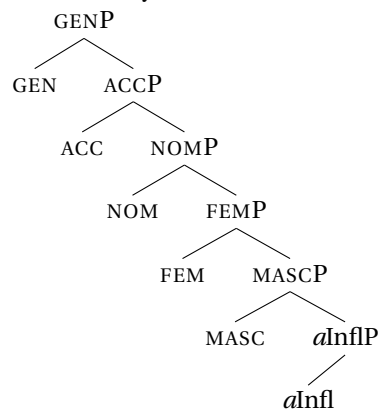 GENP
GEN ACCP
ACC NOMP
NOM FEMP
FEM MASCP
MASC aInflP
aInfl